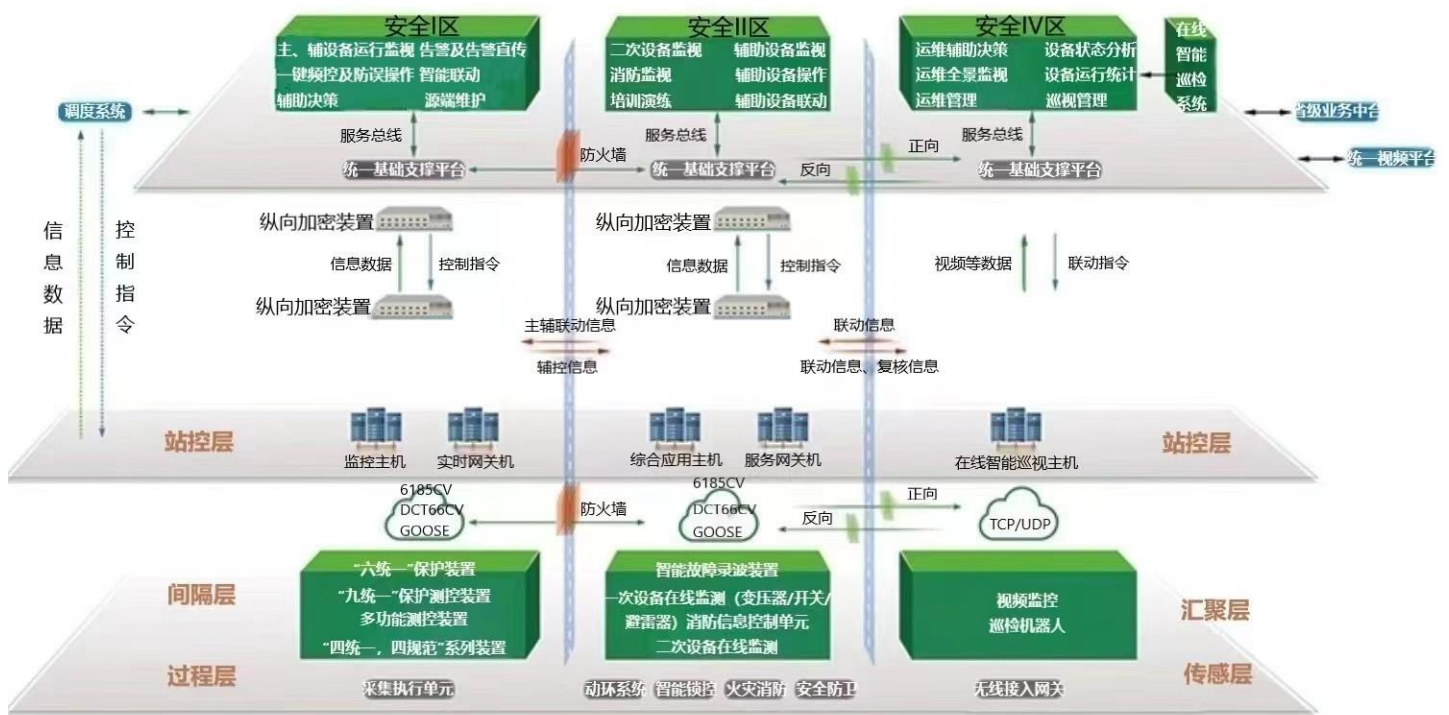 安全I区
主、辅设备运行监视 告警及告警直传
一键频控及防误操作 智能联动
辅助决策 源端维护
安全II区
二次设备监视 辅助设备监视
消防监视 辅助设备操作
培训演练 辅助设备联动
安全IV区
运维辅助决策 设备状态分析
运维全景监视 设备运行统计
运维管理 巡视管理
在线
智能
巡检
系统
调度系统
省级业务中台
统一视频平台
服务总线
服务总线
服务总线
防火墙
正向
反向
统一基础支撑平台
统一基础支撑平台
统一基础支撑平台
信息数据
控制指令
纵向加密装置
纵向加密装置
信息数据
控制指令
信息数据
控制指令
视频等数据
联动指令
纵向加密装置
纵向加密装置
主辅联动信息
辅控信息
联动信息
联动信息、复核信息
站控层
站控层
监控主机
实时网关机
综合应用主机
服务网关机
在线智能巡视主机
6185CV
DCT66CV
GOOSE
防火墙
6185CV
DCT66CV
GOOSE
正向
反向
TCP/UDP
间隔层
过程层
“六统一”保护装置
“九统一”保护测控装置
多功能测控装置
“四统一，四规范”系列装置
智能故障录波装置
一次设备在线监测（变压器/开关/
避雷器）消防信息控制单元
二次设备在线监测
视频监控
巡检机器人
汇聚层
传感层
采集执行单元
动环系统
智能锁控
火灾消防
安全防卫
无线接入网关